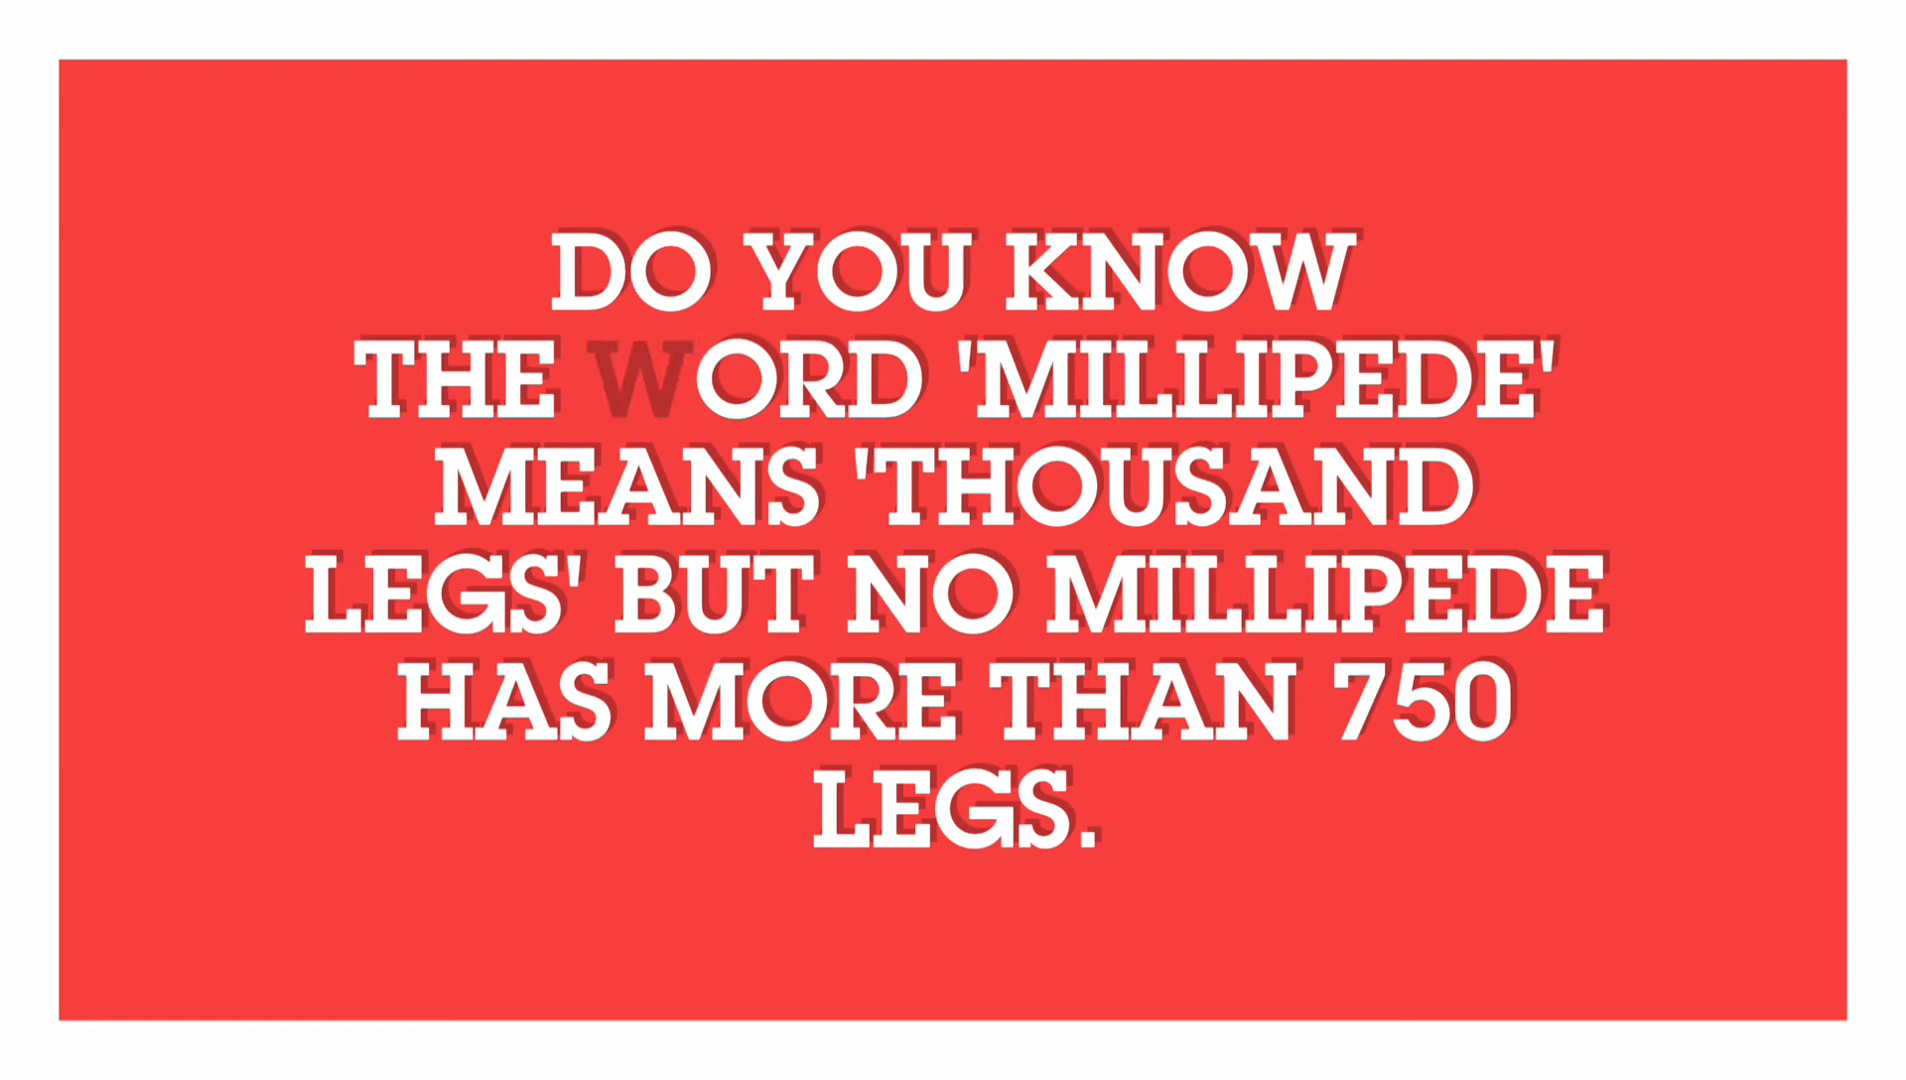 DO YOU KNOW
THE WORD 'MILLIPEDE'
MEANS 'THOUSAND
LEGS' BUT NO MILLIPEDE
HAS MORE THAN 750
LEGS.